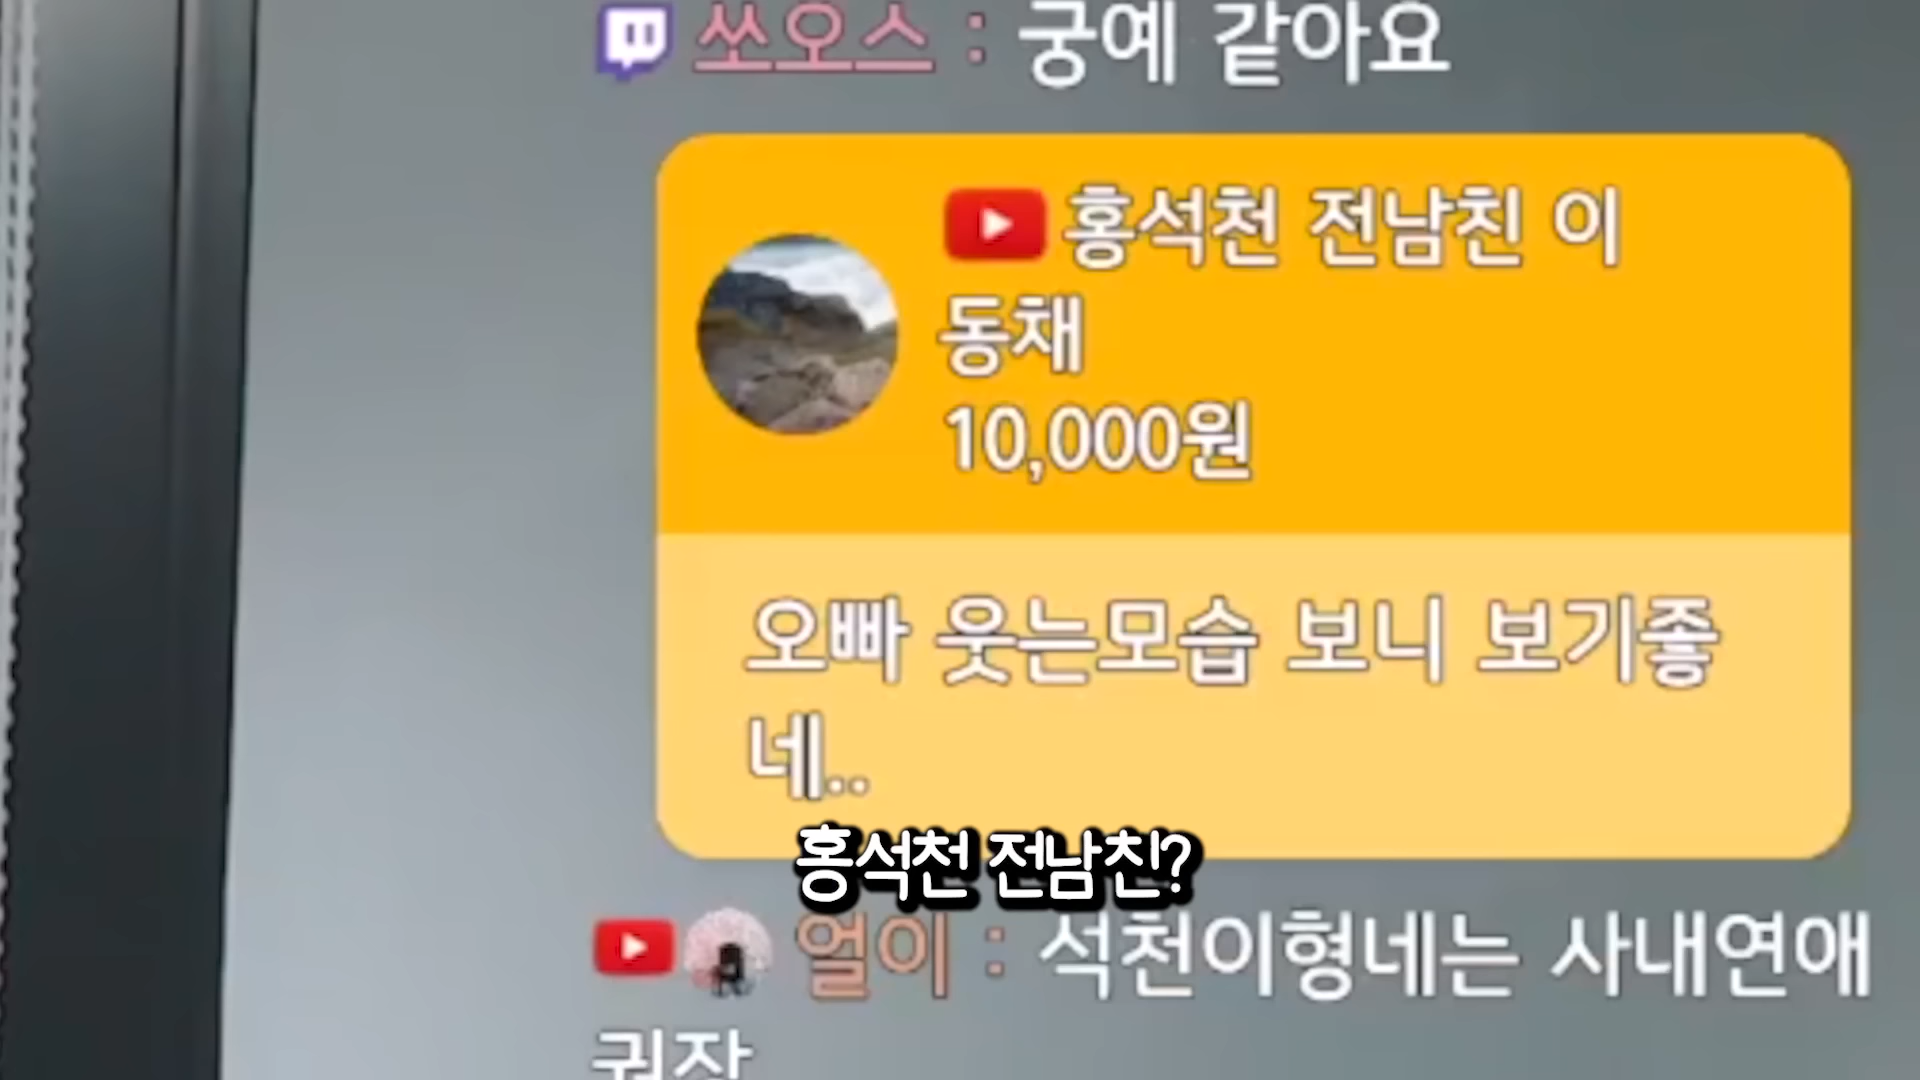 쏘오스 : 궁예 같아요
홍석천 전남친 이
동채
10,000원
오빠 웃는모습 보니 보기좋
네..
홍석천 전남친?
얼이 : 석천이형네는 사내연애
권장